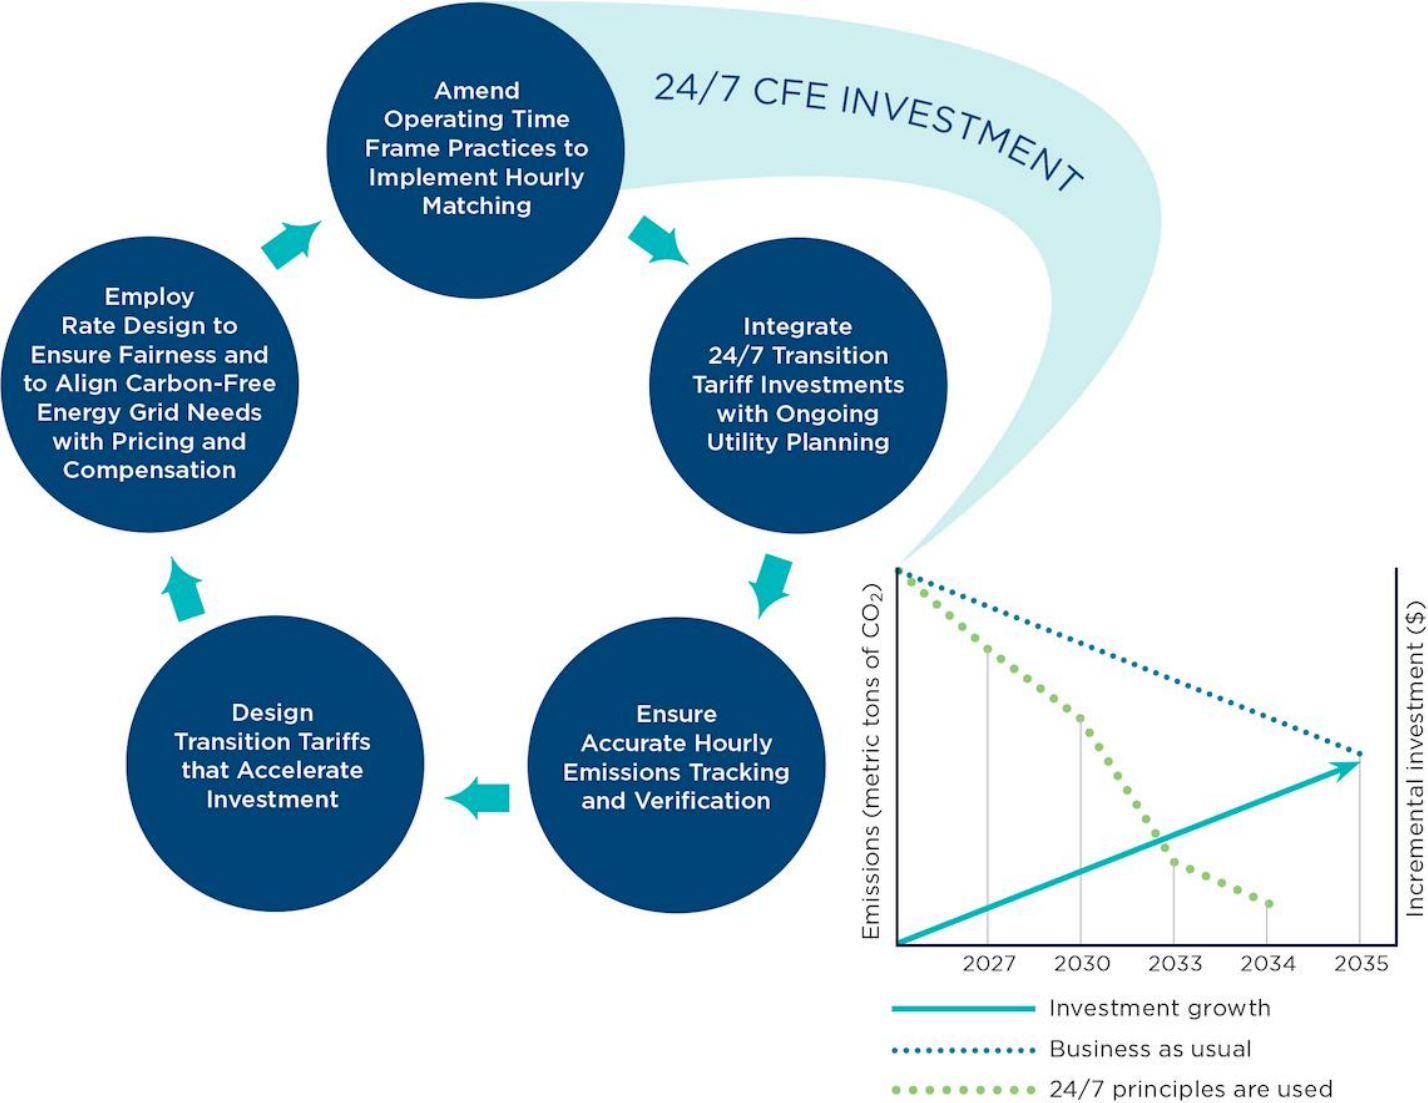 24/7 CFE INVESTMENT
Amend
Operating Time
Frame Practices to
Implement Hourly
Matching
Integrate
24/7 Transition
Tariff Investments
with Ongoing
Utility Planning
Ensure
Accurate Hourly
Emissions Tracking
and Verification
Design
Transition Tariffs
that Accelerate
Investment
Employ
Rate Design to
Ensure Fairness and
to Align Carbon-Free
Energy Grid Needs
with Pricing and
Compensation
Emissions (metric tons of CO₂)
Incremental investment ($)
2027 2030 2033 2034 2035
Investment growth
Business as usual
24/7 principles are used